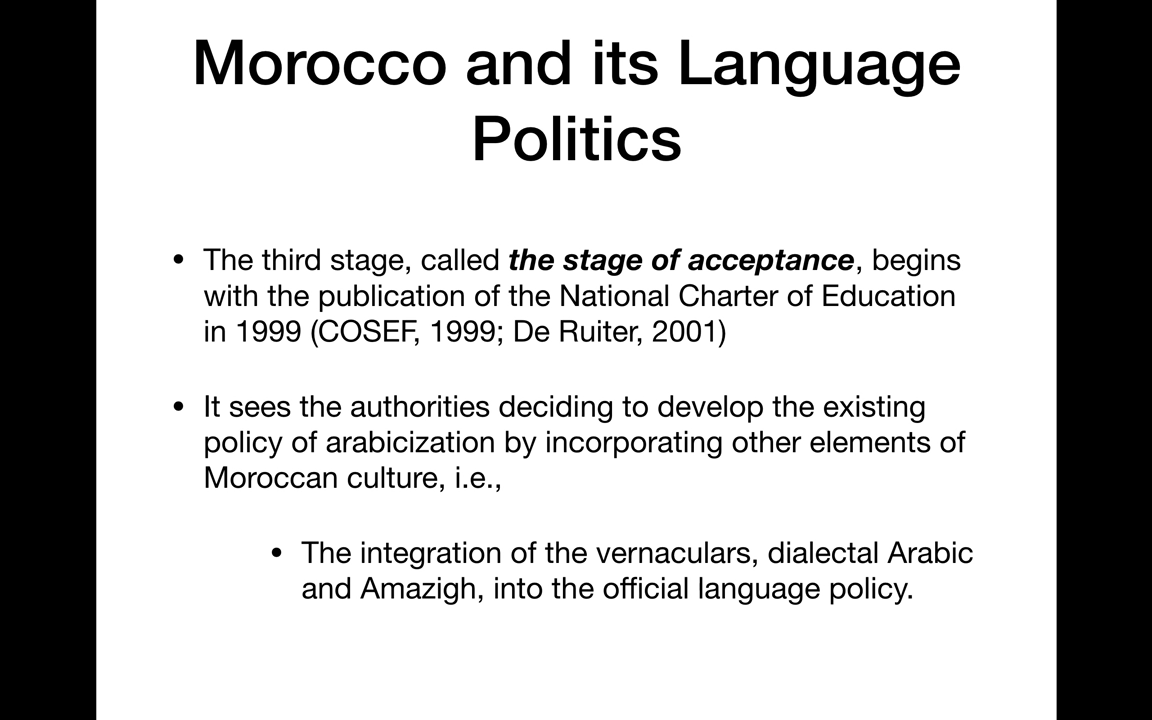 Morocco and its Language
Politics
• The third stage, called the stage of acceptance, begins
with the publication of the National Charter of Education
in 1999 (COSEF, 1999; De Ruiter, 2001)
• It sees the authorities deciding to develop the existing
policy of arabicization by incorporating other elements of
Moroccan culture, i.e.,
• The integration of the vernaculars, dialectal Arabic
and Amazigh, into the official language policy.